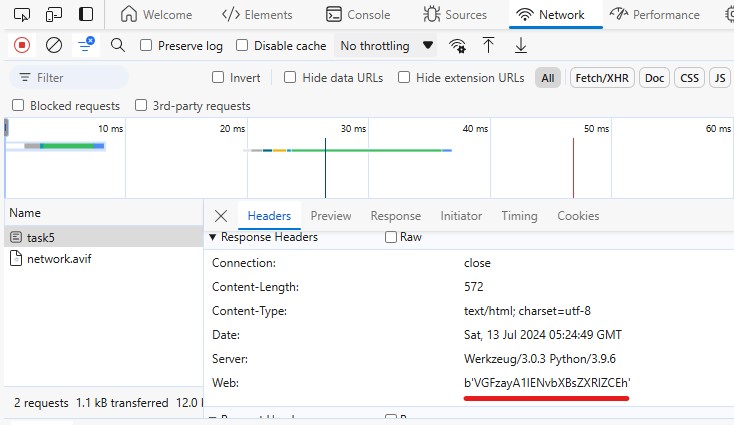 Welcome Elements Console Sources Network Performance
Preserve log Disable cache No throttling
Filter Invert Hide data URLs Hide extension URLs All Fetch/XHR Doc CSS JS
Blocked requests 3rd-party requests
10 ms 20 ms 30 ms 40 ms 50 ms 60 ms
Name Headers Preview Response Initiator Timing Cookies
task5
network.avif
Response Headers Raw
Connection: close
Content-Length: 572
Content-Type: text/html; charset=utf-8
Date: Sat, 13 Jul 2024 05:24:49 GMT
Server: Werkzeug/3.0.3 Python/3.9.6
Web: b'VGFzayA1IENvbXBsZXRlZCEh'
2 requests 1.1 kB transferred 12.0